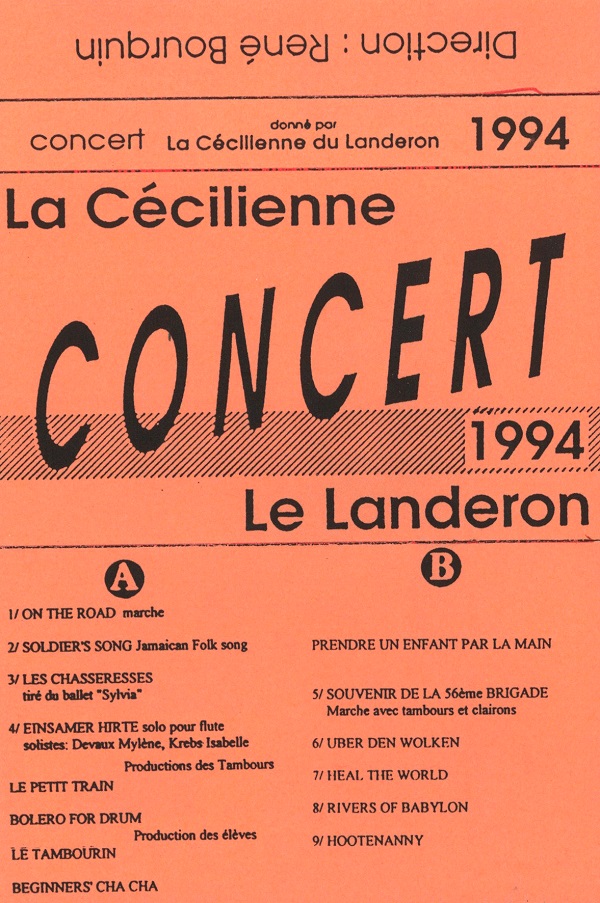 Direction : René Bourquin
concert donné par La Cécilienne du Landeron 1994
La Cécilienne
CONCERT
1994
Le Landeron
A
1/ ON THE ROAD marche
2/ SOLDIER'S SONG Jamaican Folk song
3/ LES CHASSERESSES
tiré du ballet "Sylvia"
4/ EINSAMER HIRTE solo pour flute
solistes: Devaux Mylène, Krebs Isabelle
Productions des Tambours
LE PETIT TRAIN
BOLERO FOR DRUM
Production des élèves
LE TAMBOURIN
BEGINNERS' CHA CHA
B
PRENDRE UN ENFANT PAR LA MAIN
5/ SOUVENIR DE LA 56ème BRIGADE
Marche avec tambours et clairons
6/ UBER DEN WOLKEN
7/ HEAL THE WORLD
8/ RIVERS OF BABYLON
9/ HOOTENANNY